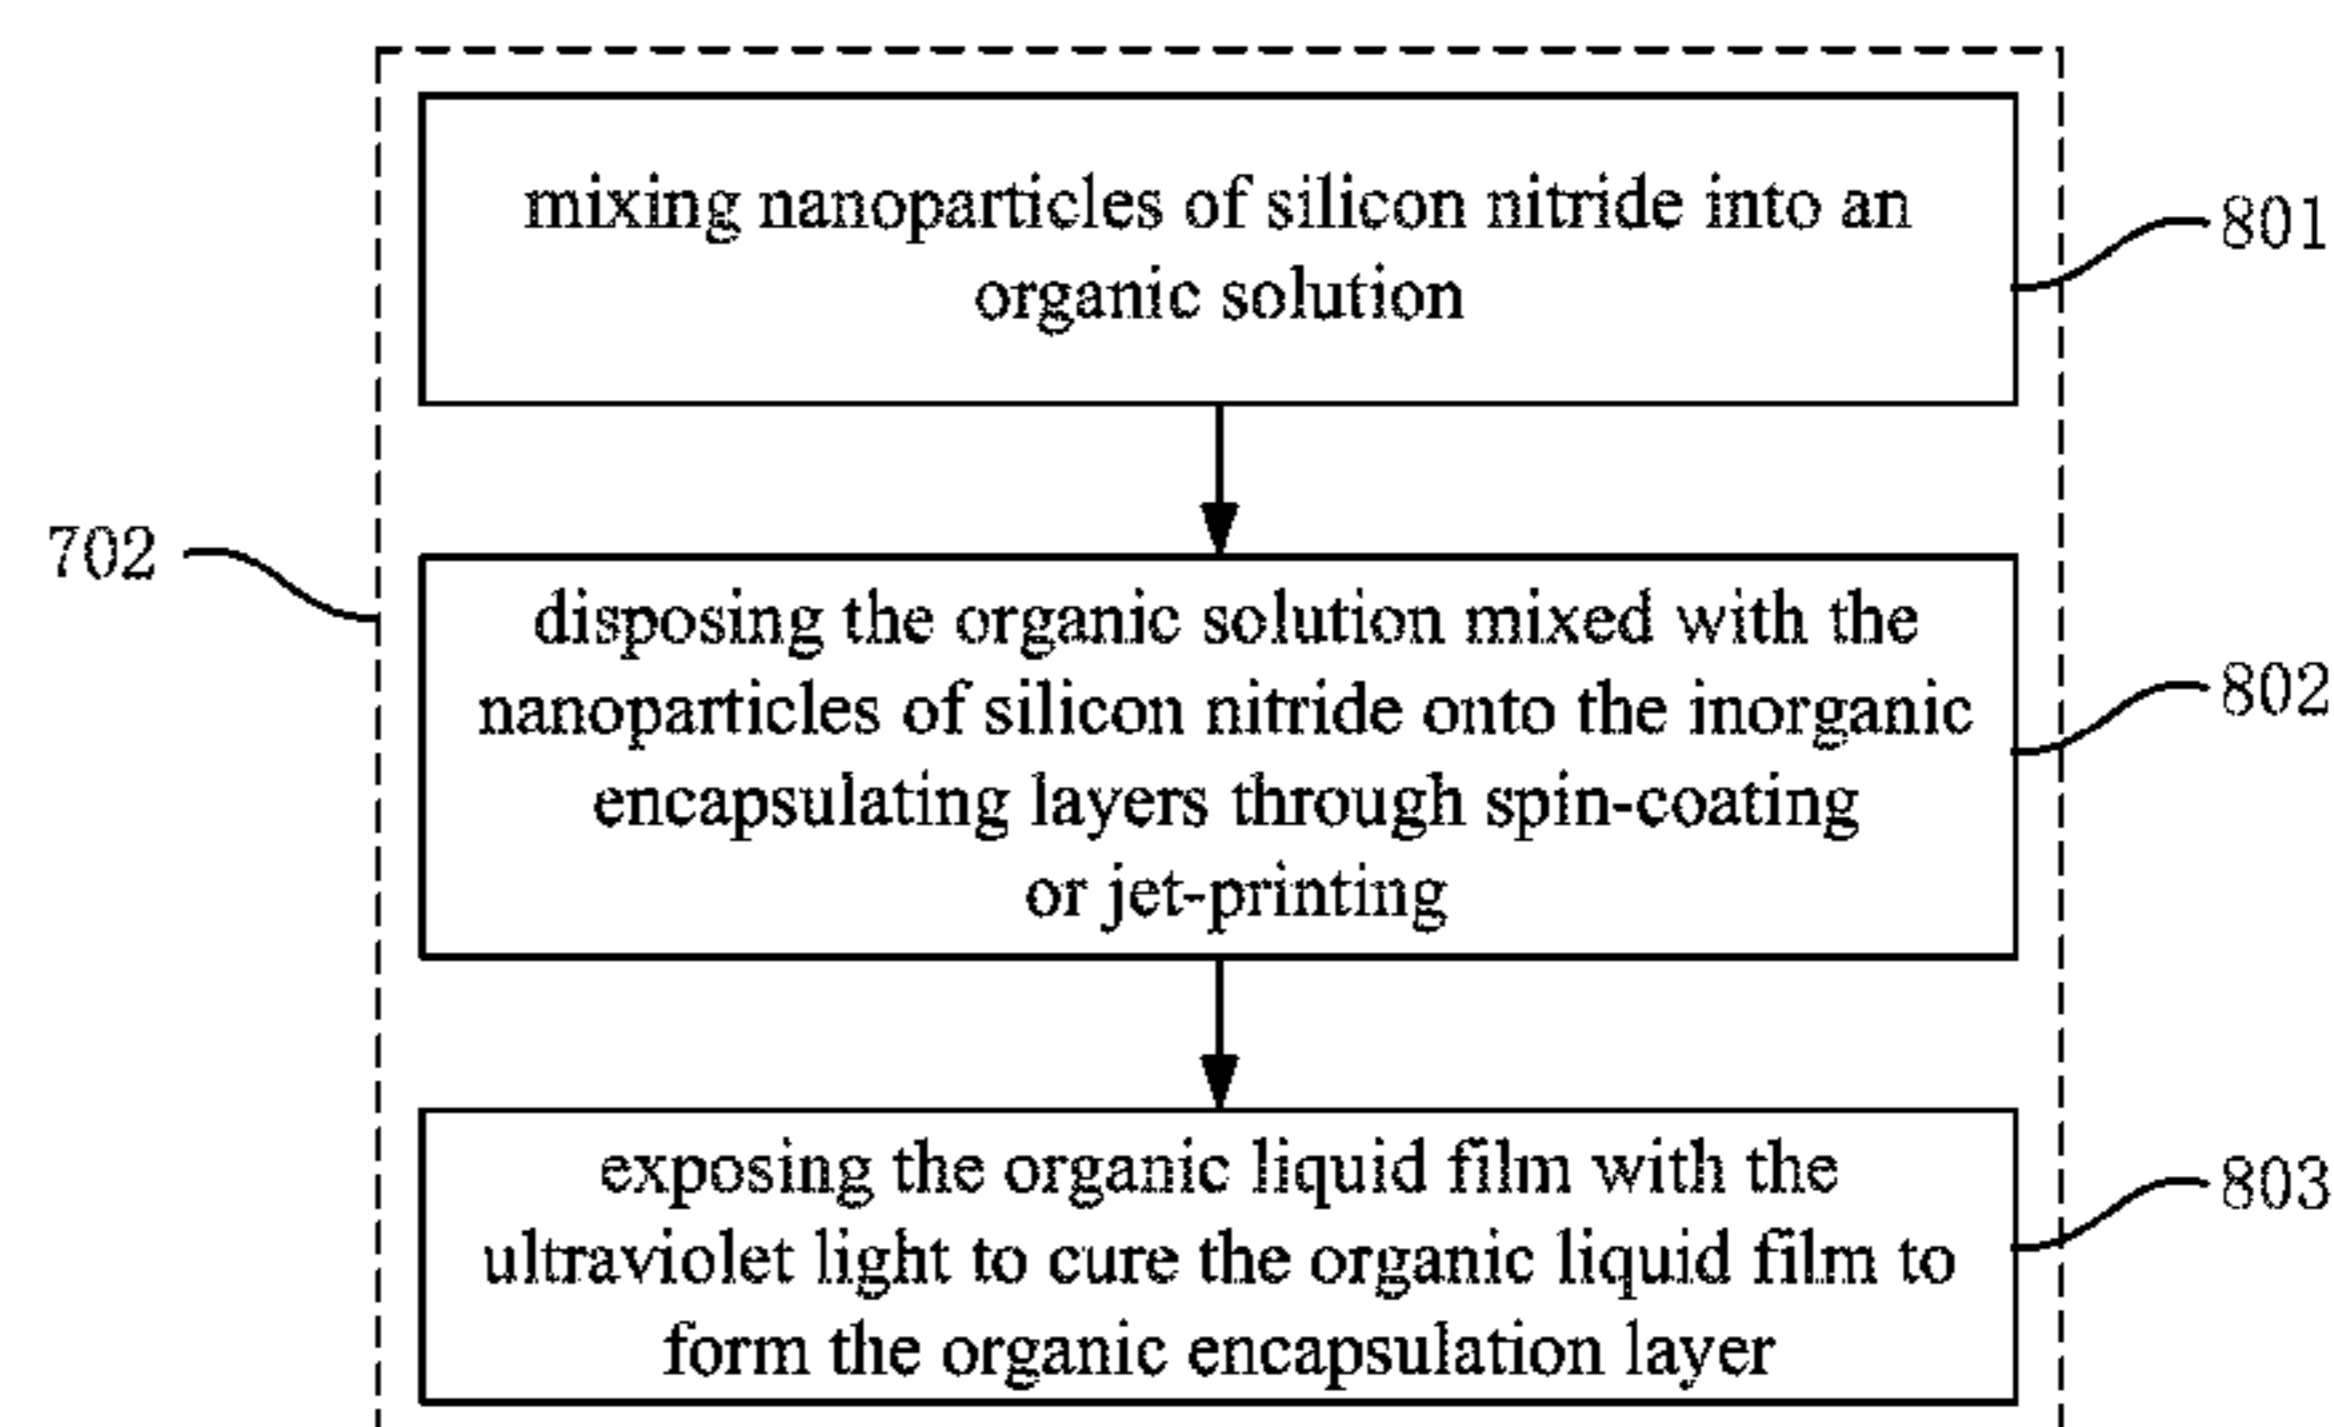 mixing nanoparticles of silicon nitride into an
organic solution
801
702
disposing the organic solution mixed with the
nanoparticles of silicon nitride onto the inorganic
encapsulating layers through spin-coating
or jet-printing
802
exposing the organic liquid film with the
ultraviolet light to cure the organic liquid film to
form the organic encapsulation layer
803